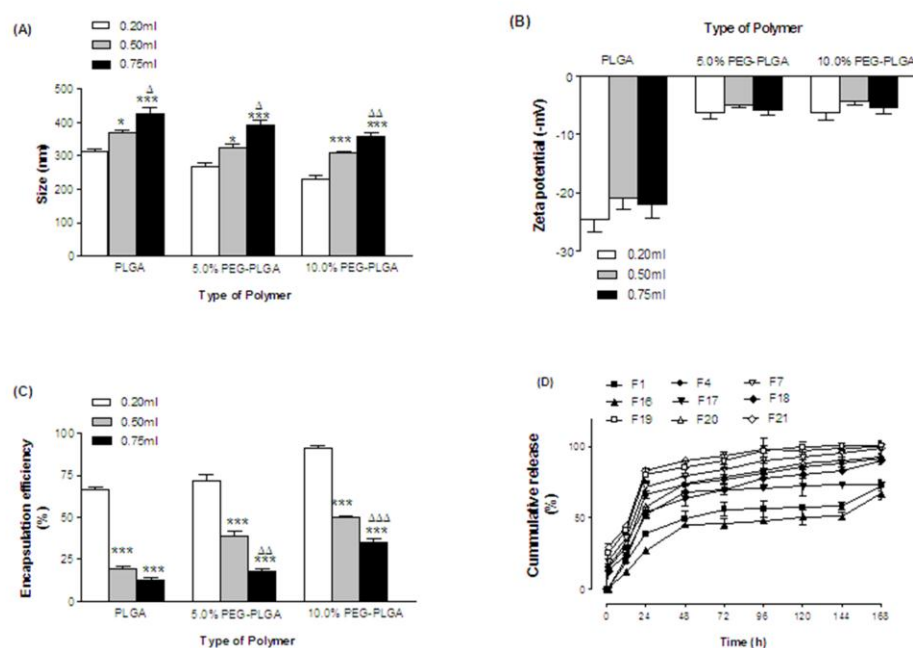 (A)
0.20ml
0.50ml
0.75ml
Size (nm)
500
400
300
200
100
0
*
Δ
***
*
Δ
***
***
ΔΔ
***
PLGA
5.0% PEG-PLGA
10.0% PEG-PLGA
Type of Polymer
(B)
Type of Polymer
PLGA
5.0% PEG-PLGA
10.0% PEG-PLGA
Zeta potential (-mV)
0
-10
-20
-30
0.20ml
0.50ml
0.75ml
(C)
0.20ml
0.50ml
0.75ml
Encapsulation efficiency
(%)
100
75
50
25
0
***
***
***
ΔΔ
***
***
ΔΔΔ
***
PLGA
5.0% PEG-PLGA
10.0% PEG-PLGA
Type of Polymer
(D)
F1 F4 F7
F16 F17 F18
F19 F20 F21
Cummulative release
(%)
100
50
0
0 24 48 72 96 120 144 168
Time (h)